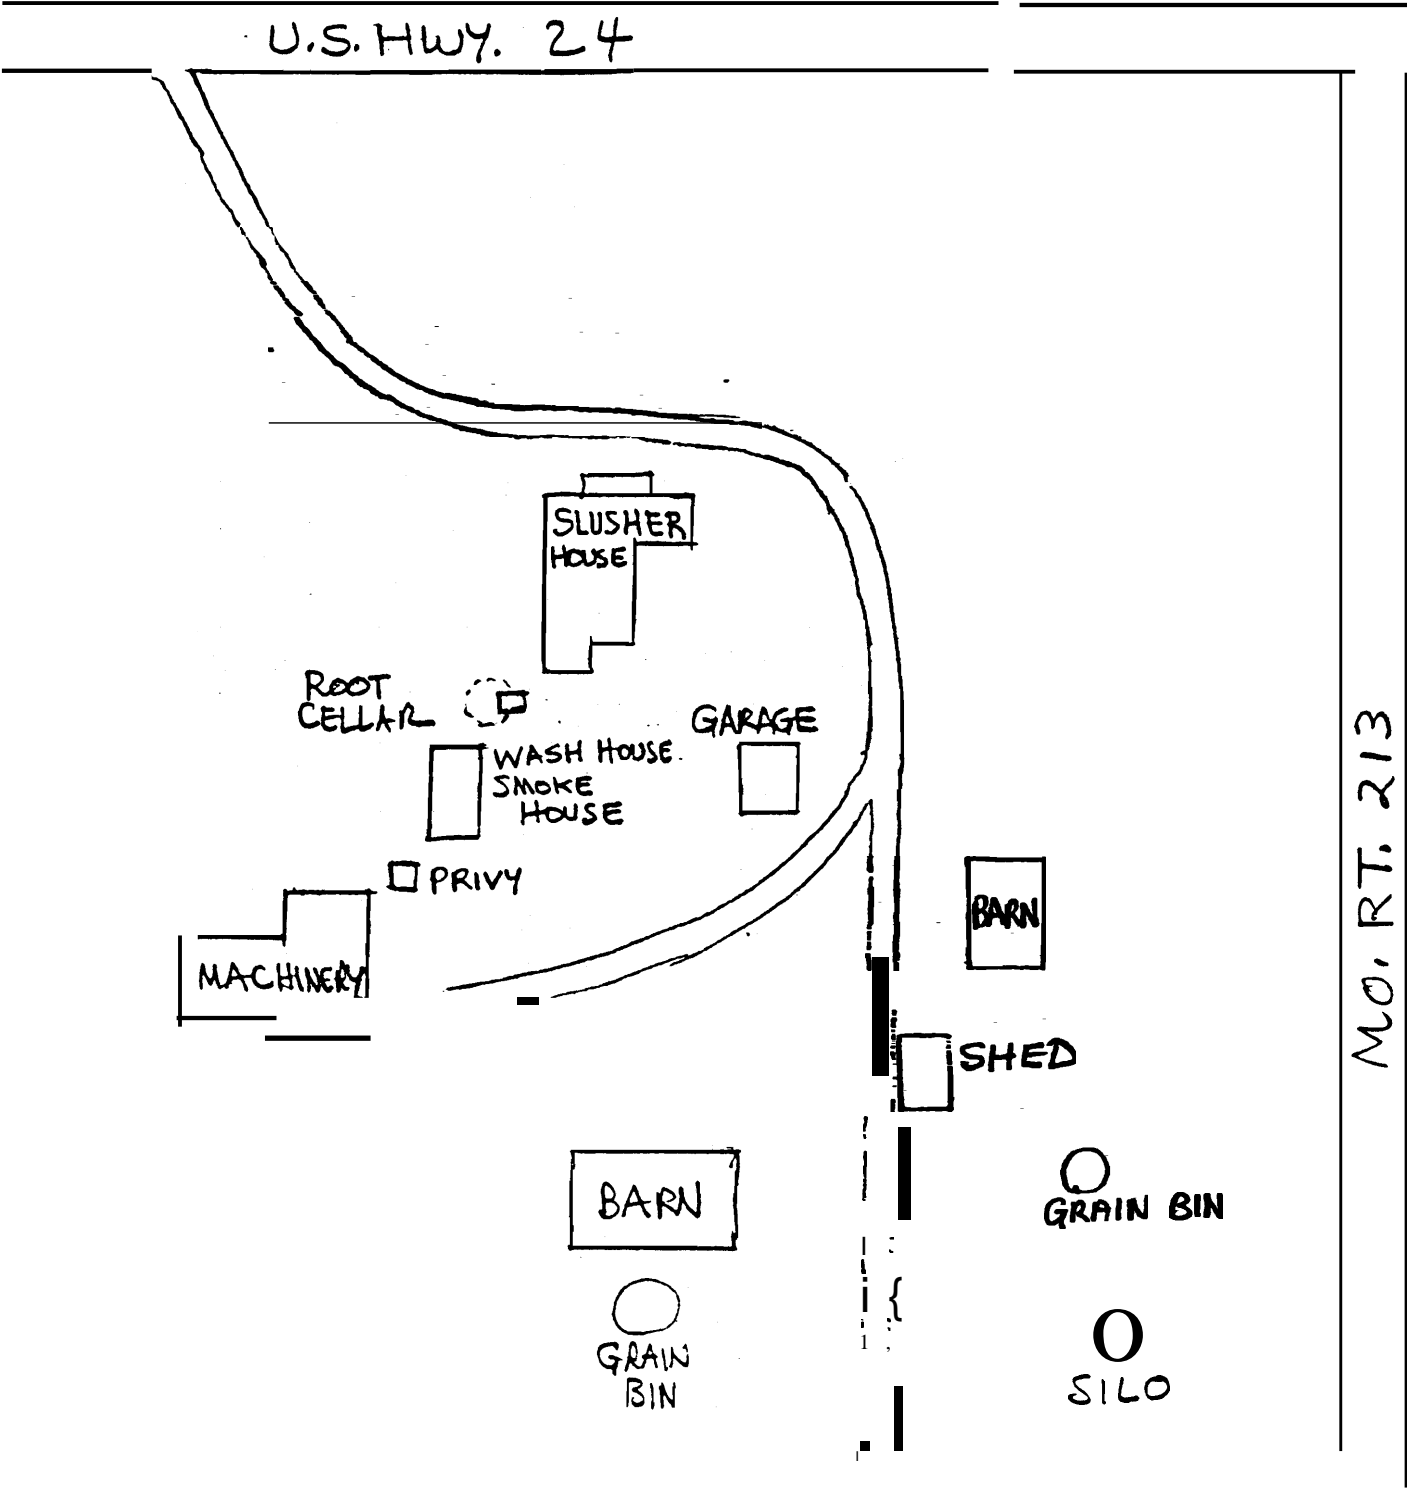 U.S. HWY. 24
SLUSHER
HOUSE
ROOT
CELLAR
GARAGE
WASH HOUSE
SMOKE
HOUSE
PRIVY
MACHINERY
BARN
MO. RT. 213
SHED
BARN
GRAIN BIN
GRAIN
BIN
SILO